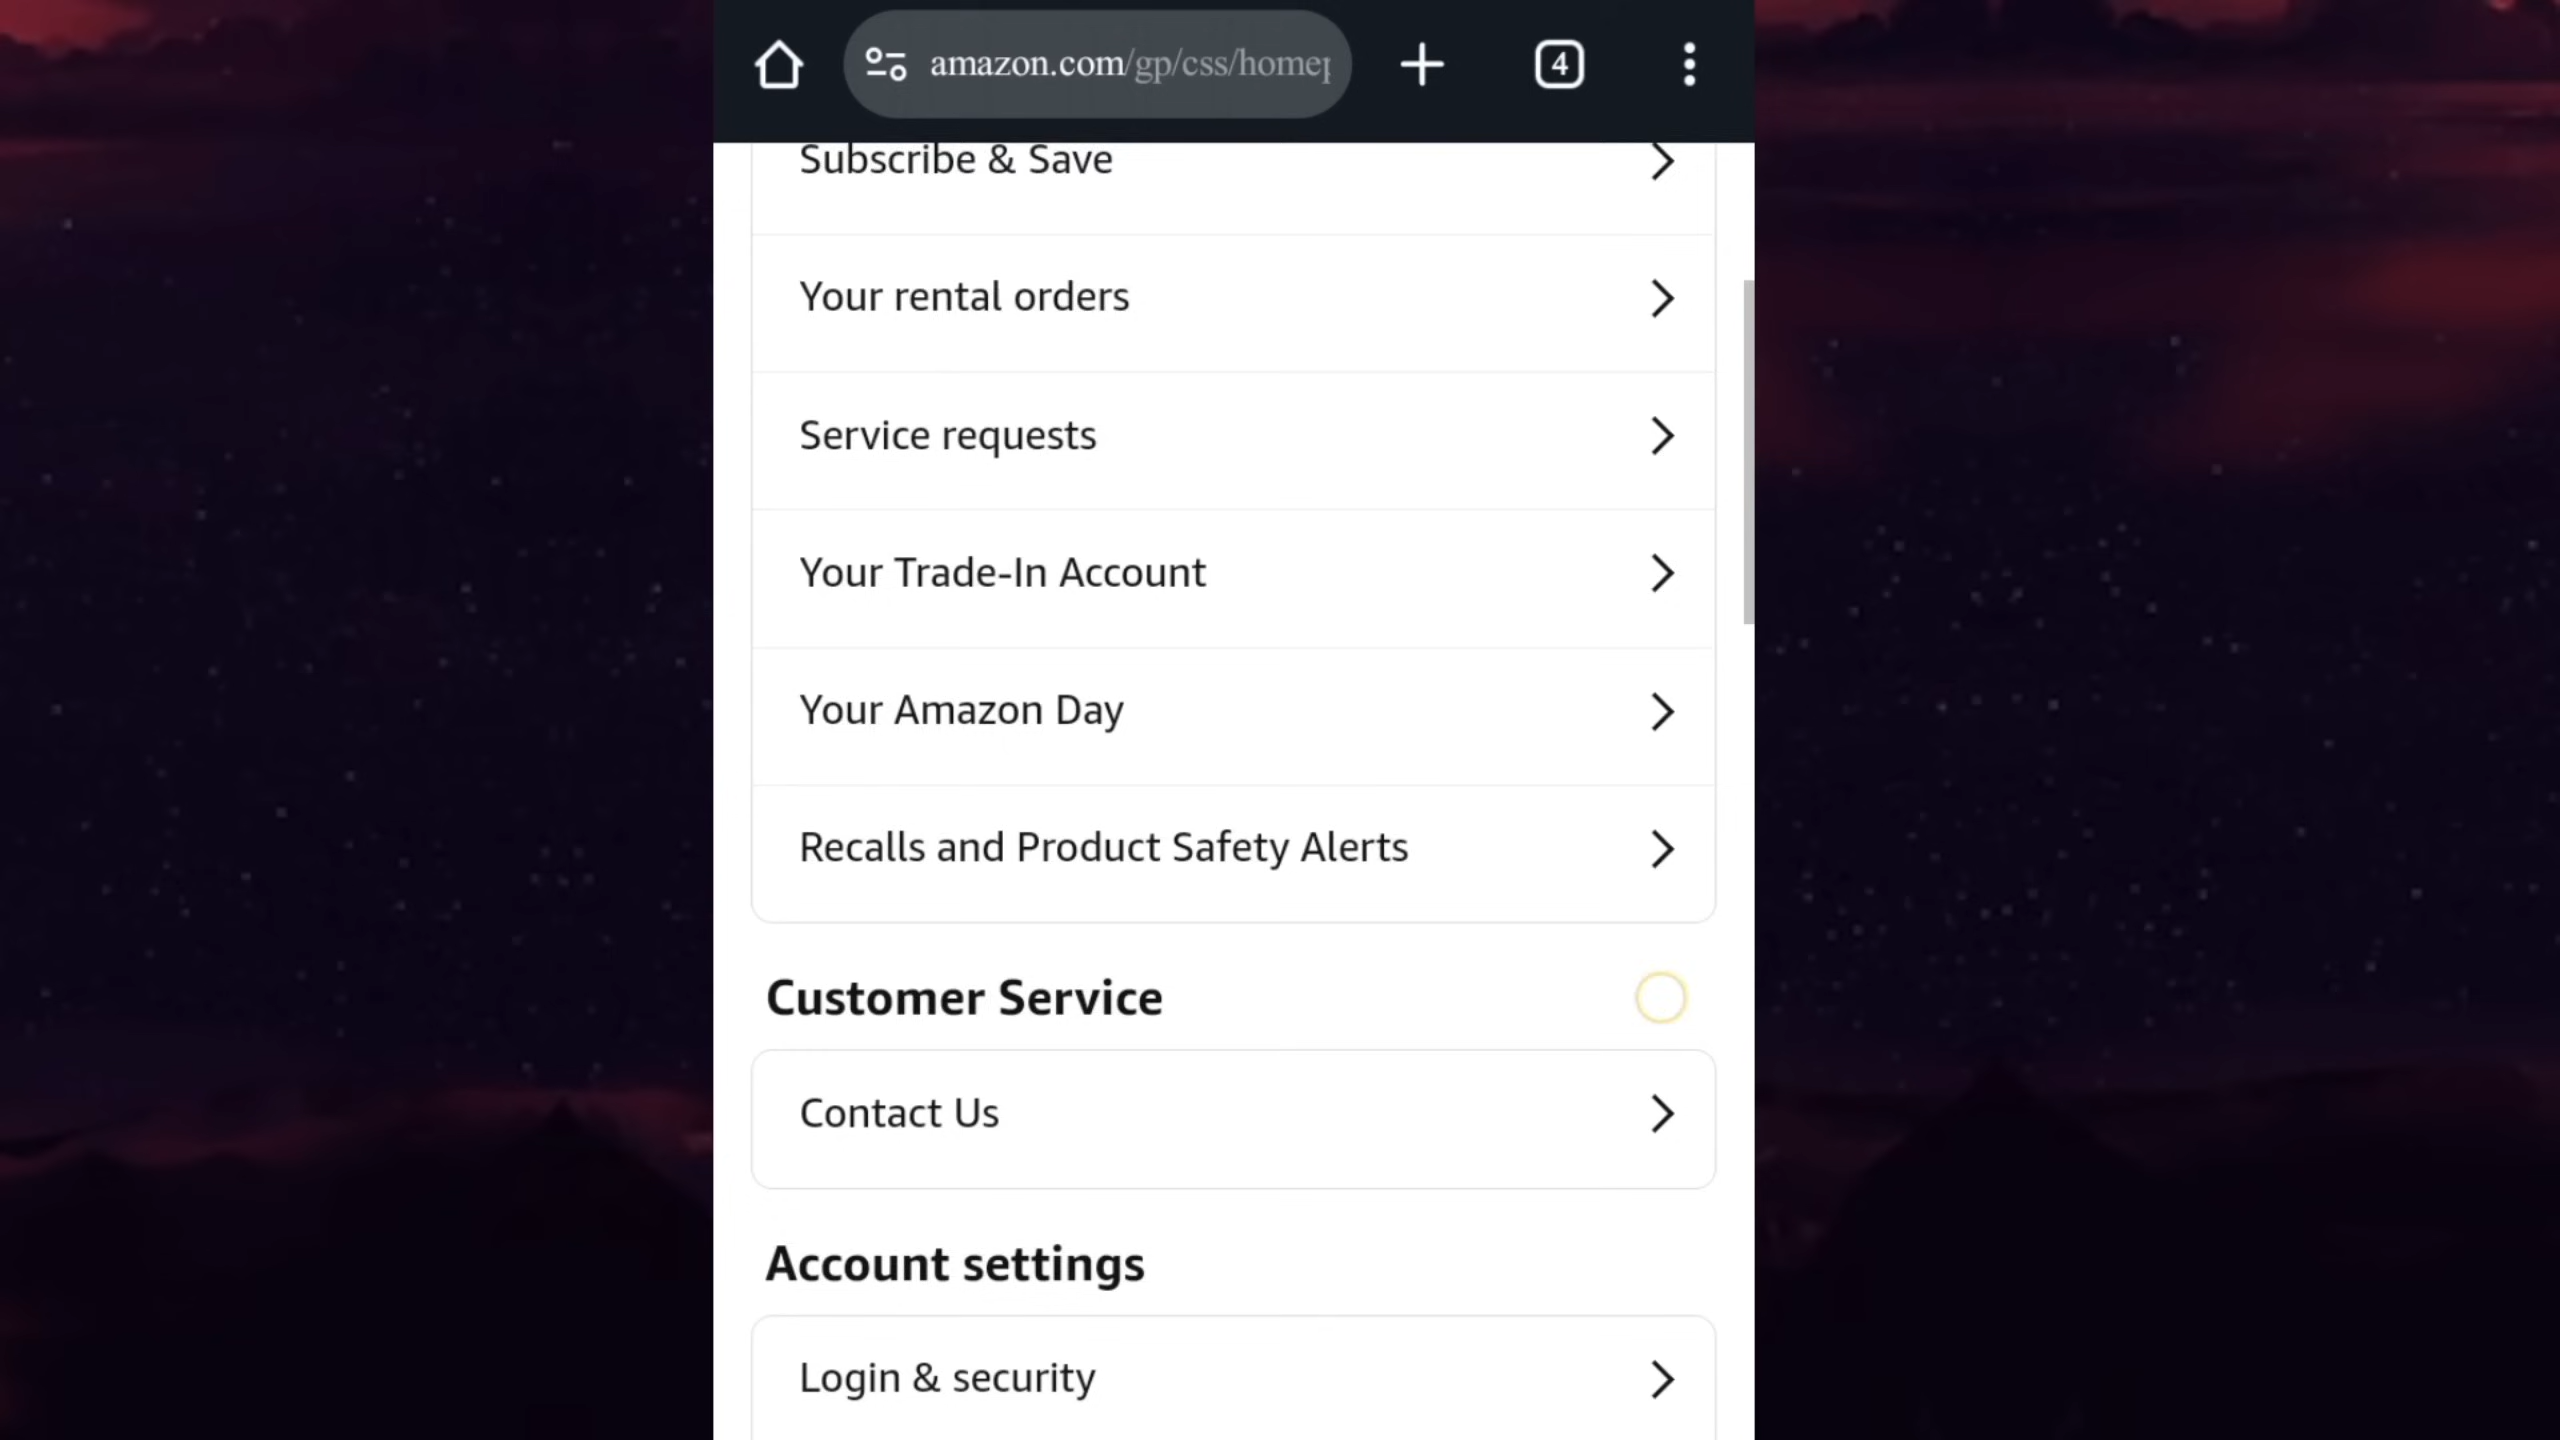 amazon.com/gp/css/home
4
Subscribe & Save
Your rental orders
Service requests
Your Trade-In Account
Your Amazon Day
Recalls and Product Safety Alerts
Customer Service
Contact Us
Account settings
Login & security